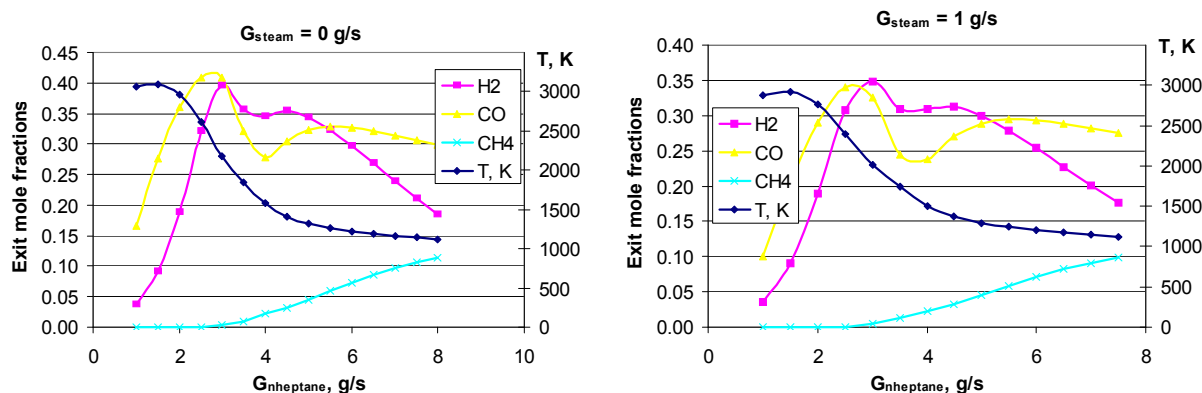 G steam = 0 g/s
Exit mole fractions
0.45
0.40
0.35
0.30
0.25
0.20
0.15
0.10
0.05
0.00
0 2 4 6 8 10
G nheptane, g/s
T, K
3000
2500
2000
1500
1000
500
0
H2
CO
CH4
T, K
G steam = 1 g/s
Exit mole fractions
0.40
0.35
0.30
0.25
0.20
0.15
0.10
0.05
0.00
0 2 4 6 8
G nheptane, g/s
T, K
3000
2500
2000
1500
1000
500
0
H2
CO
CH4
T, K